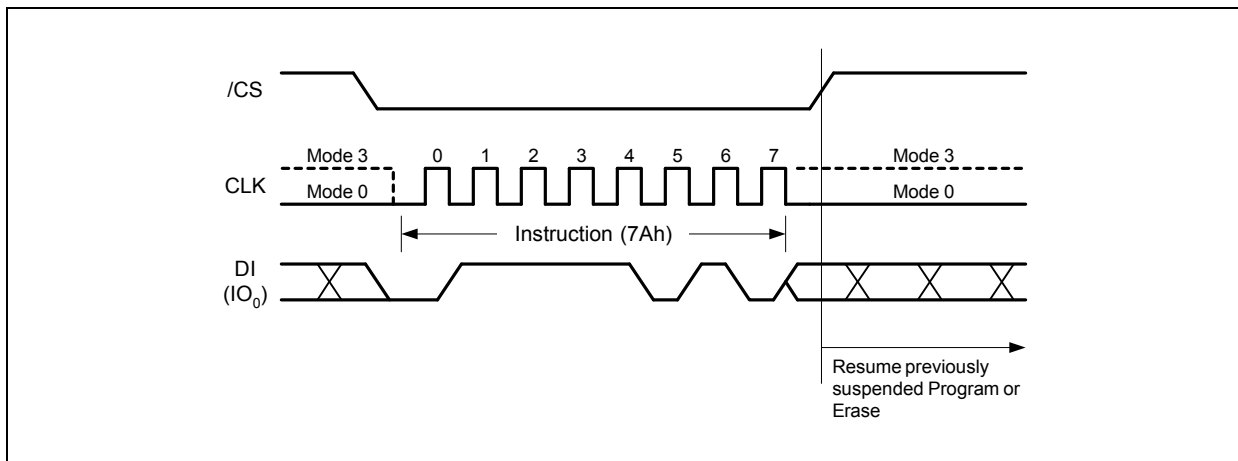 /CS
Mode 3
0 1 2 3 4 5 6 7
Mode 3
CLK
Mode 0
Mode 0
Instruction (7Ah)
DI
(IO₀)
Resume previously
suspended Program or
Erase